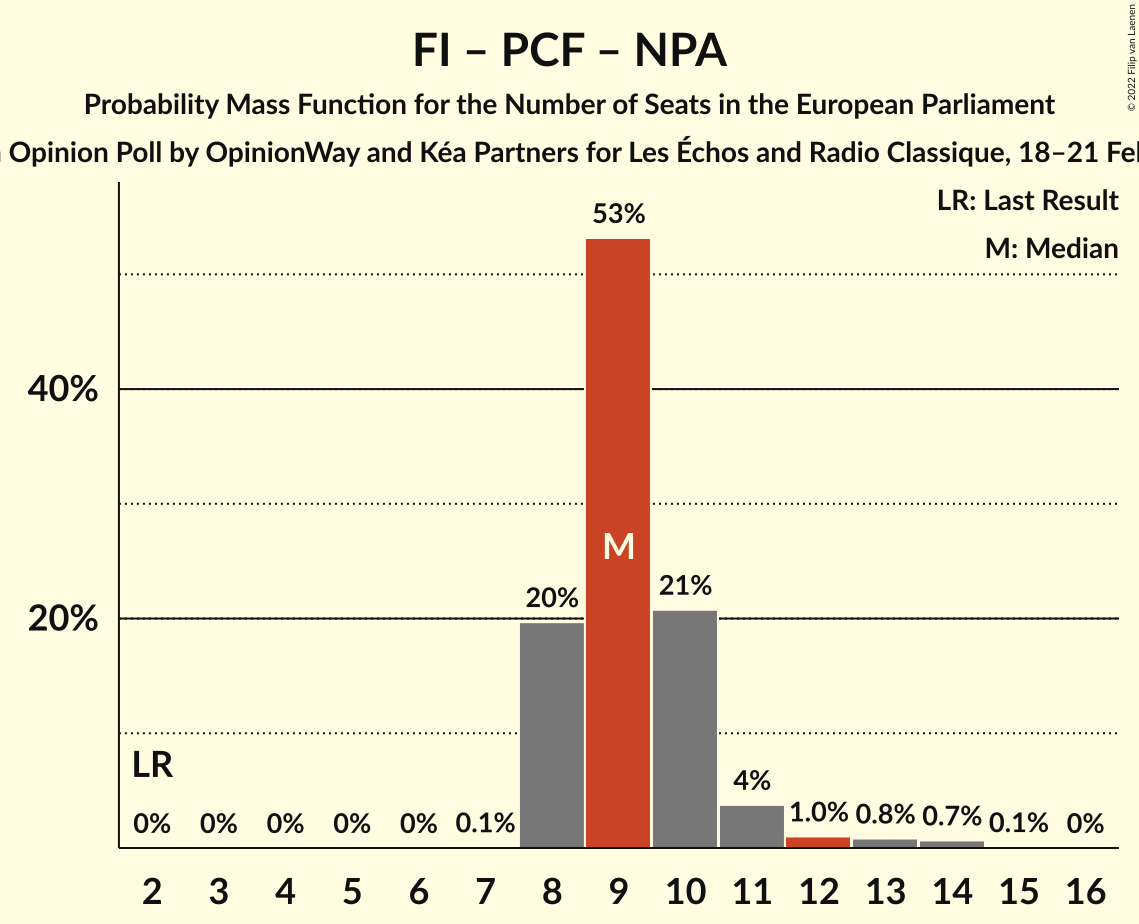 FI – PCF – NPA
Probability Mass Function for the Number of Seats in the European Parliament
Opinion Poll by OpinionWay and Kéa Partners for Les Échos and Radio Classique, 18–21
LR: Last Result
M: Median
53%
40%
M
20%
21%
20%
LR
4%
0% 0% 0% 0% 0% 0.1% 1.0% 0.8% 0.7% 0.1% 0%
2 3 4 5 6 7 8 9 10 11 12 13 14 15 16
© 2022 Filip van Laenen